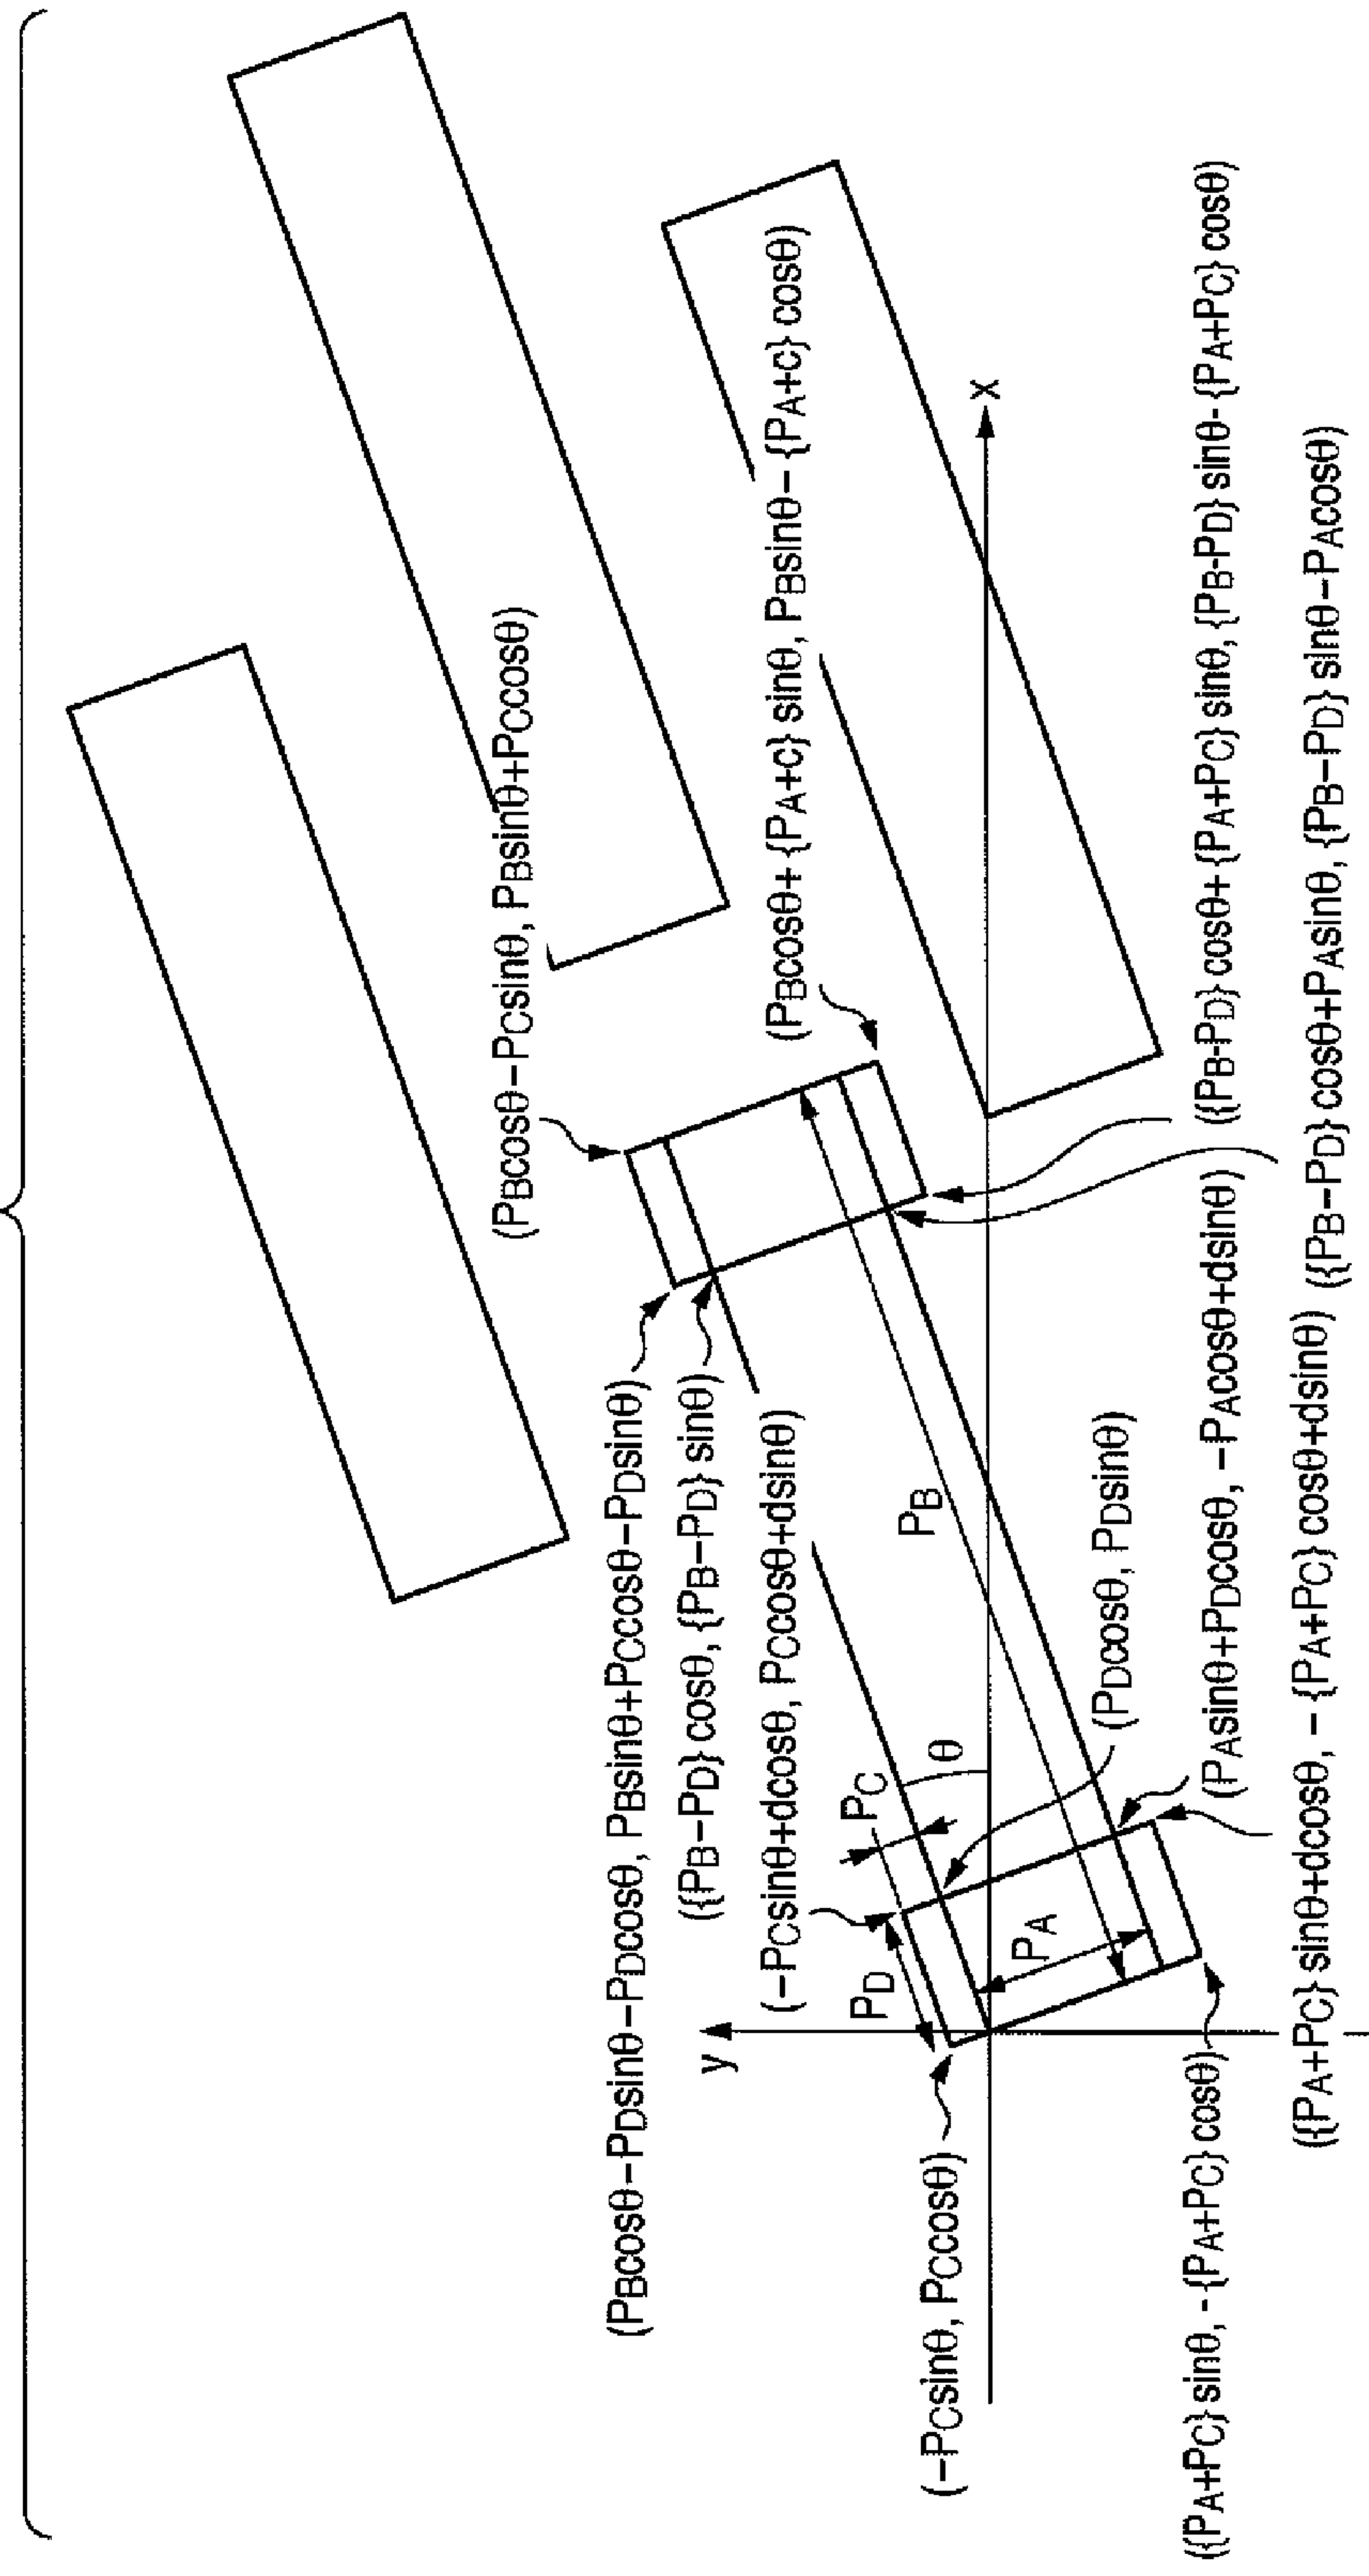 (PBcosθ−PCsinθ, PBsinθ+PCcosθ)
(PBcosθ−PDsinθ−PDcosθ, PBsinθ+PCcosθ−PDsinθ)
({PB−PD} cosθ, {PB−PD} sinθ)
(−PCsinθ+dcosθ, PCcosθ+dsinθ)
(PBcosθ+ {PA+c} sinθ, PBsinθ− {PA+c} cosθ)
y
PD
PC
θ
PB
x
(−PCsinθ, PCcosθ)
PA
(PDcosθ, PDsinθ)
({PA+PC} sinθ, -{PA+PC} cosθ)
(PAsinθ+PDcosθ, −PAcosθ+dsinθ)
({PB-PD} cosθ+ {PA+PC} sinθ, {PB-PD} sinθ- {PA+PC} cosθ)
({PA+PC} sinθ+dcosθ, − {PA+PC} cosθ+dsinθ)
({PB−PD} cosθ+PAsinθ, {PB−PD} sinθ−PAcosθ)